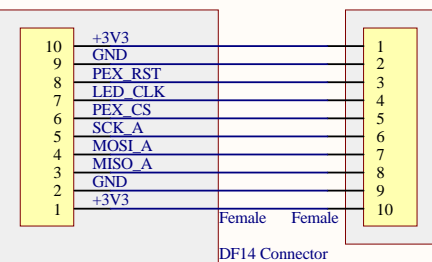 10 +3V3 1
9 GND 2
8 PEX_RST 3
7 LED_CLK 4
6 PEX_CS 5
5 SCK_A 6
4 MOSI_A 7
3 MISO_A 8
2 GND 9
1 +3V3 10
Female Female
DF14 Connector